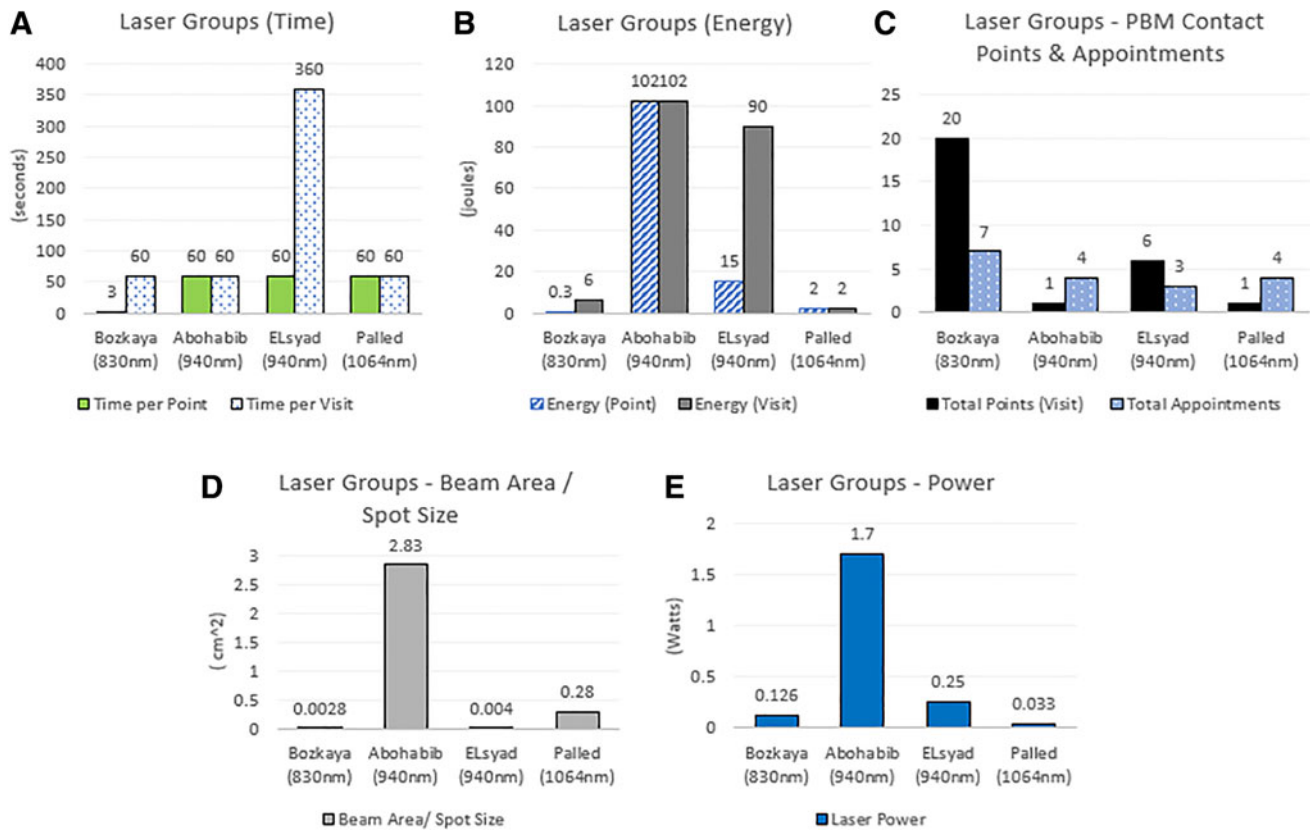 A
Laser Groups (Time)
400
350
300
250
200
150
100
50
0
(seconds)
3
60
60
60
60
360
60
60
Bozkaya
(830nm)
Abohabib
(940nm)
ELsyad
(940nm)
Palled
(1064nm)
Time per Point
Time per Visit
B
Laser Groups (Energy)
120
100
80
60
40
20
0
(joules)
0.3
6
102
102
15
90
2
2
Bozkaya
(830nm)
Abohabib
(940nm)
ELsyad
(940nm)
Palled
(1064nm)
Energy (Point)
Energy (Visit)
C
Laser Groups - PBM Contact
Points & Appointments
25
20
15
10
5
0
20
7
1
4
6
3
1
4
Bozkaya
(830nm)
Abohabib
(940nm)
ELsyad
(940nm)
Palled
(1064nm)
Total Points (Visit)
Total Appointments
D
Laser Groups - Beam Area /
Spot Size
3
2.5
2
1.5
1
0.5
0
( cm^2)
0.0028
2.83
0.004
0.28
Bozkaya
(830nm)
Abohabib
(940nm)
ELsyad
(940nm)
Palled
(1064nm)
Beam Area/ Spot Size
E
Laser Groups - Power
2
1.5
1
0.5
0
(Watts)
0.126
1.7
0.25
0.033
Bozkaya
(830nm)
Abohabib
(940nm)
ELsyad
(940nm)
Palled
(1064nm)
Laser Power